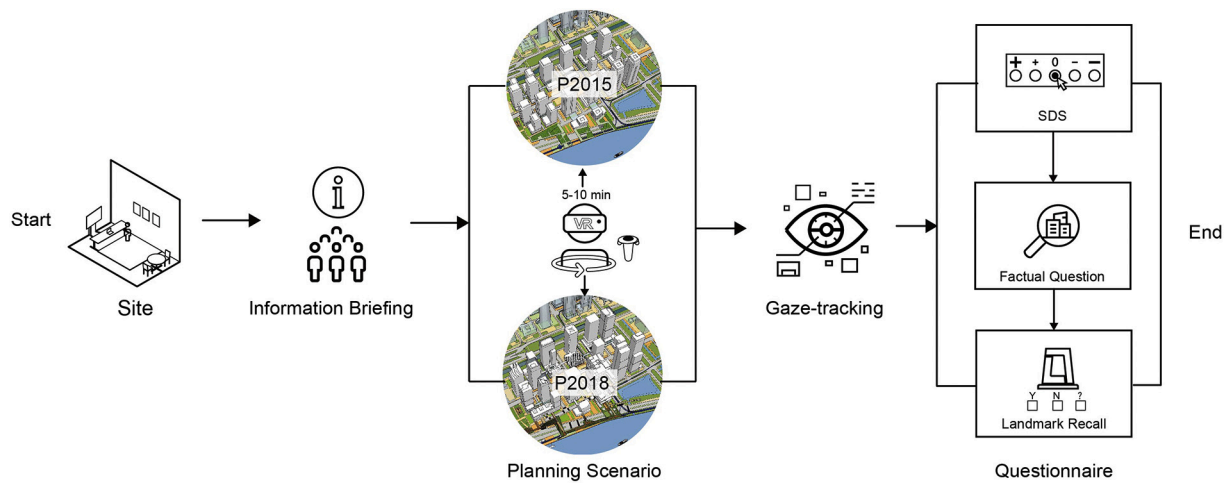 Start
Site
i
Information Briefing
P2015
5-10 min
VR
P2018
Planning Scenario
Gaze-tracking
+ + 0 - -
SDS
Factual Question
Y N ?
Landmark Recall
Questionnaire
End